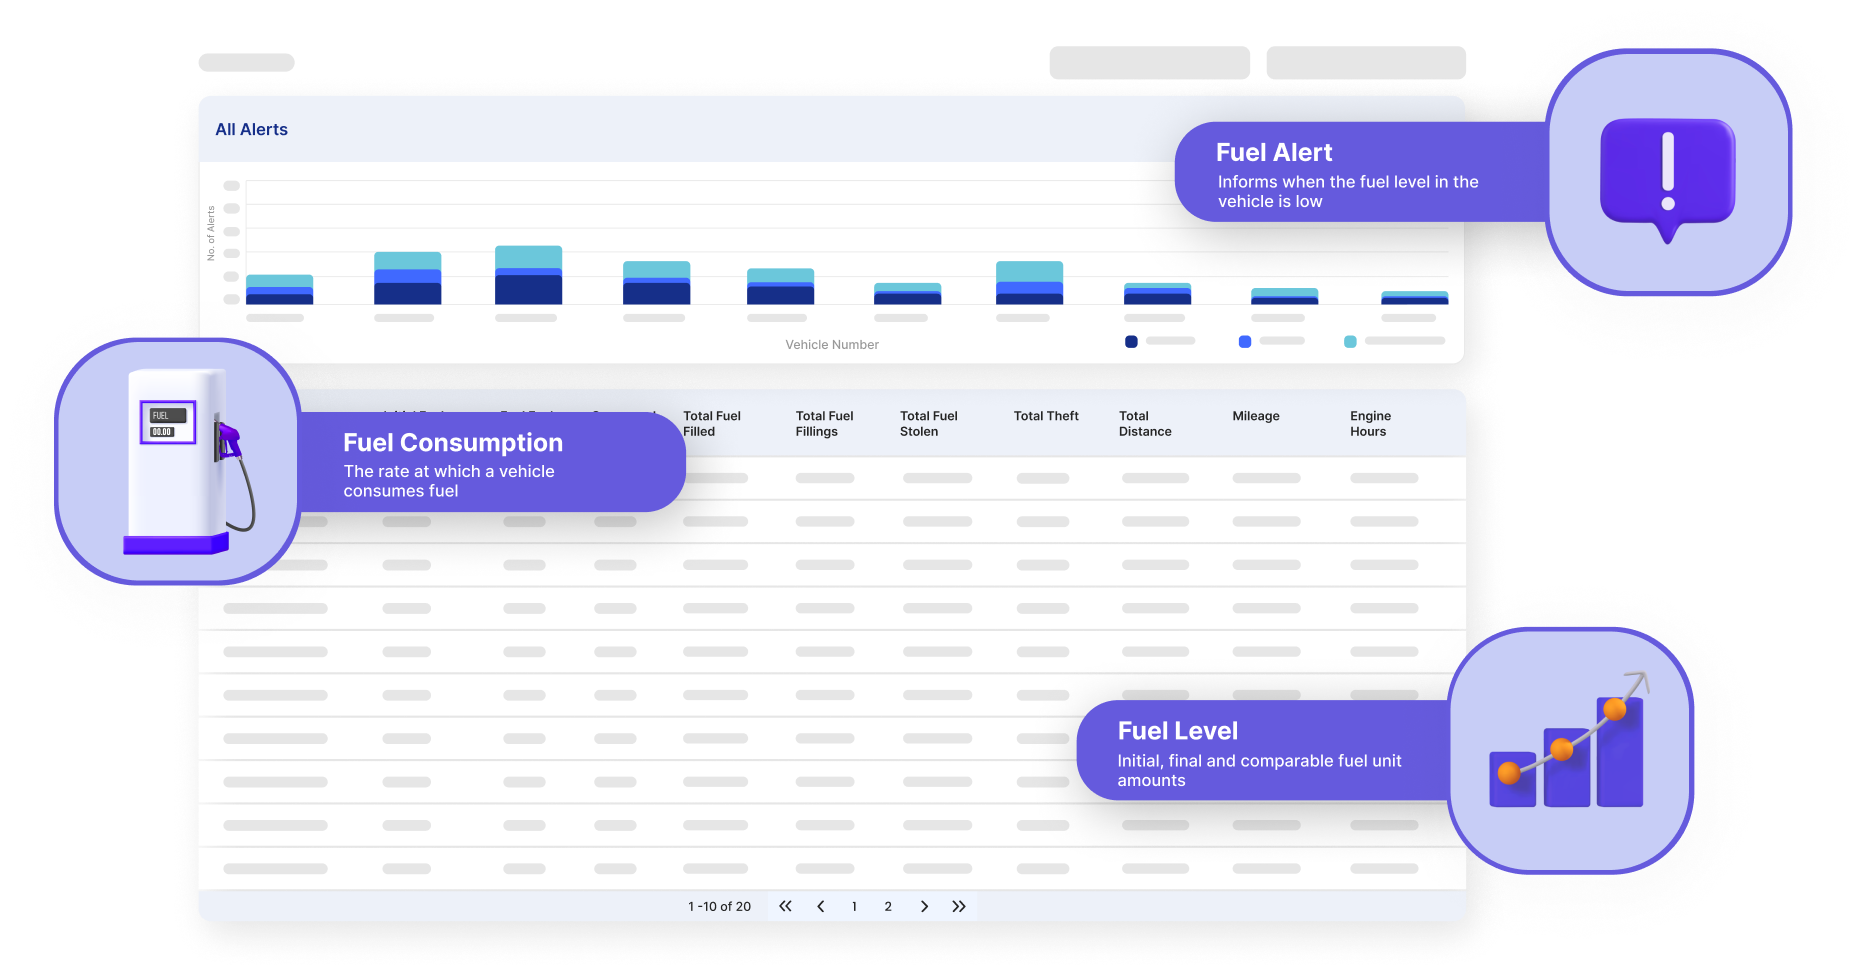 All Alerts
Fuel Alert
Informs when the fuel level in the
vehicle is low
No. of Alerts
Vehicle Number
FUEL
00.00
Fuel Consumption
The rate at which a vehicle
consumes fuel
Total Fuel
Filled
Total Fuel
Fillings
Total Fuel
Stolen
Total Theft
Total
Distance
Mileage
Engine
Hours
Fuel Level
Initial, final and comparable fuel unit
amounts
1 -10 of 20
1
2